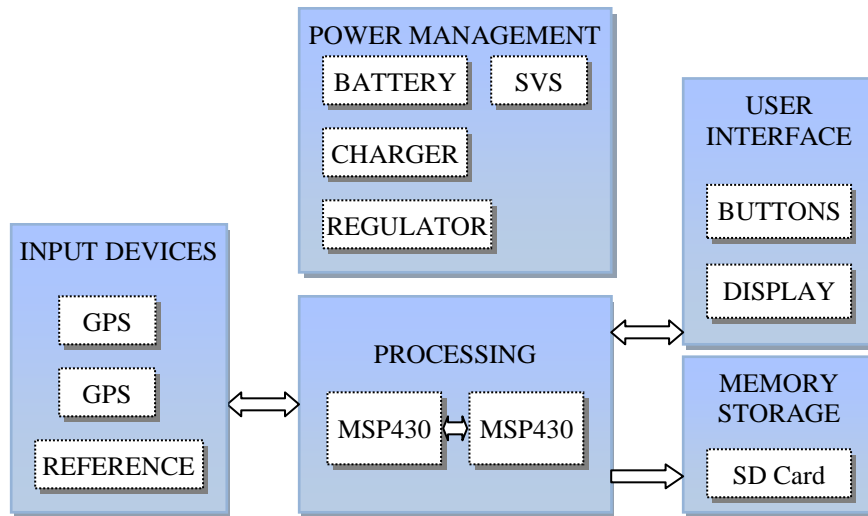 POWER MANAGEMENT
BATTERY
SVS
CHARGER
REGULATOR
USER
INTERFACE
BUTTONS
DISPLAY
INPUT DEVICES
GPS
GPS
REFERENCE
PROCESSING
MSP430
MSP430
MEMORY
STORAGE
SD Card